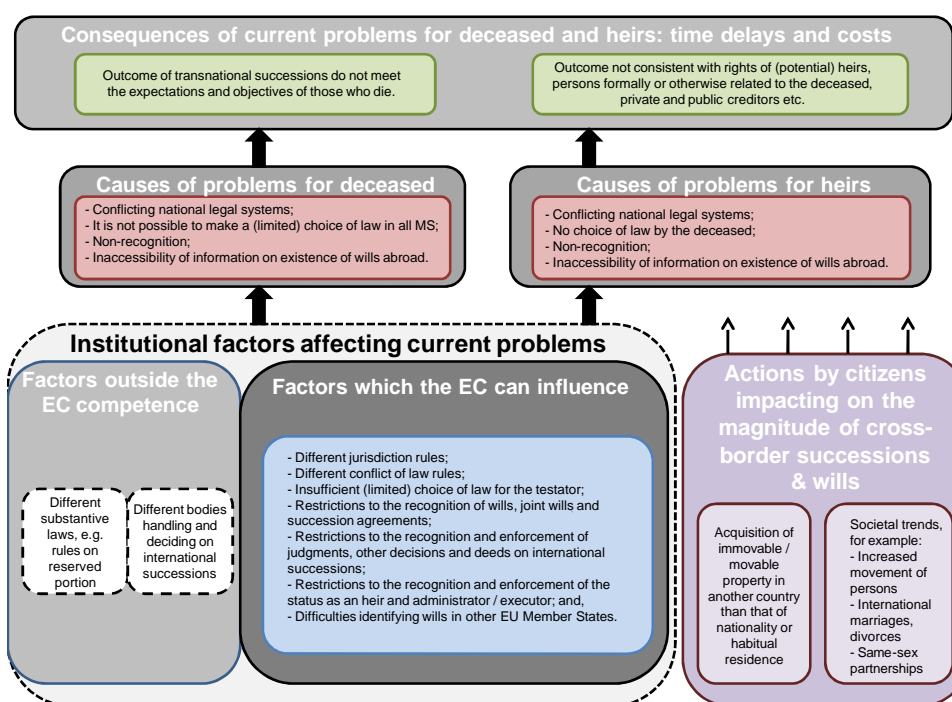 Consequences of current problems for deceased and heirs: time delays and costs
Outcome of transnational successions do not meet
the expectations and objectives of those who die.
Outcome not consistent with rights of (potential) heirs,
persons formally or otherwise related to the deceased,
private and public creditors etc.
Causes of problems for deceased
- Conflicting national legal systems;
- It is not possible to make a (limited) choice of law in all MS;
- Non-recognition;
- Inaccessibility of information on existence of wills abroad.
Causes of problems for heirs
- Conflicting national legal systems;
- No choice of law by the deceased;
- Non-recognition;
- Inaccessibility of information on existence of wills abroad.
Institutional factors affecting current problems
Factors outside the
EC competence
Different
substantive
laws, e.g.
rules on
reserved
portion
Different bodies
handling and
deciding on
international
successions
Factors which the EC can influence
- Different jurisdiction rules;
- Different conflict of law rules;
- Insufficient (limited) choice of law for the testator;
- Restrictions to the recognition of wills, joint wills and
succession agreements;
- Restrictions to the recognition and enforcement of
judgments, other decisions and deeds on international
successions;
- Restrictions to the recognition and enforcement of the
status as an heir and administrator / executor; and,
- Difficulties identifying wills in other EU Member States.
Actions by citizens
impacting on the
magnitude of cross-
border successions
& wills
Acquisition of
immovable /
movable
property in
another country
than that of
nationality or
habitual
residence
Societal trends,
for example:
- Increased
movement of
persons
- International
marriages,
divorces
- Same-sex
partnerships